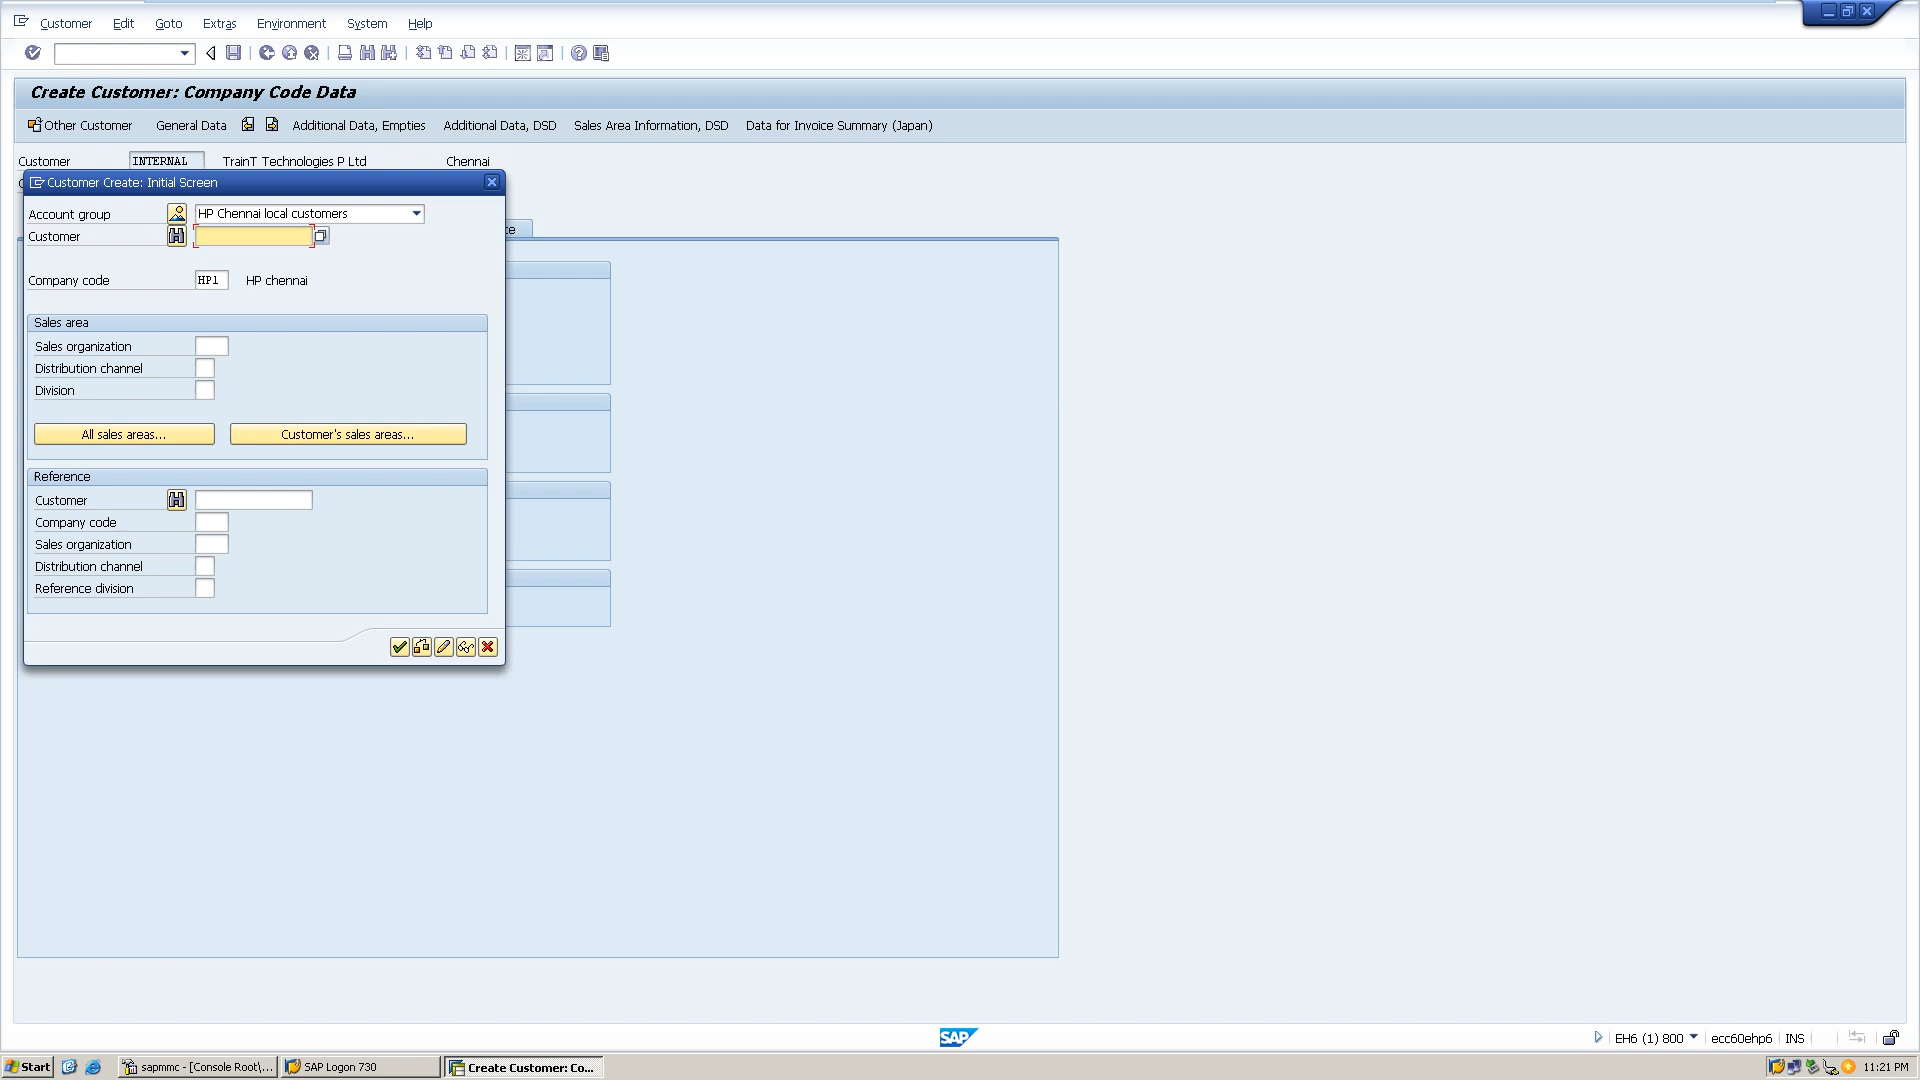 Customer Edit Goto Extras Environment System Help
Create Customer: Company Code Data
Other Customer General Data Additional Data, Empties Additional Data, DSD Sales Area Information, DSD Data for Invoice Summary (Japan)
Customer INTERNAL TrainT Technologies P Ltd Chennai
Customer Create: Initial Screen
Account group HP Chennai local customers
Customer
Company code HP1 HP chennai
Sales area
Sales organization
Distribution channel
Division
All sales areas... Customer's sales areas...
Reference
Customer
Company code
Sales organization
Distribution channel
Reference division
SAP
EH6 (1) 800 ecc60ehp6 INS
Start sapmmc - [Console Root\... SAP Logon 730 Create Customer: Co... 11:21 PM